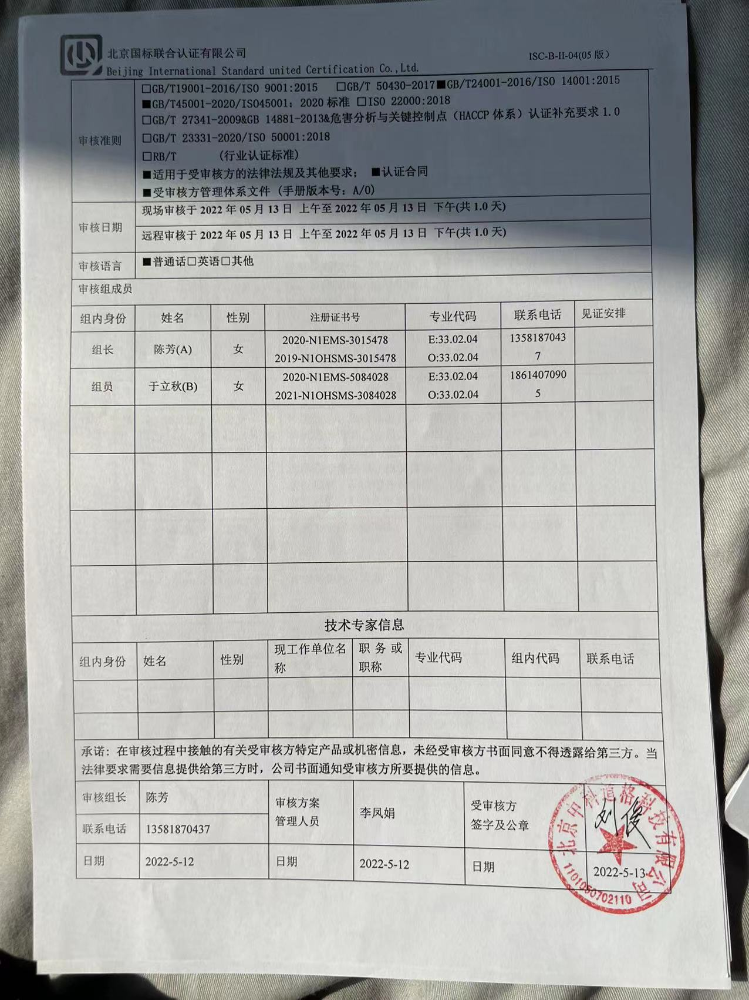 北京国标联合认证有限公司
ISC-B-II-04(05 版)
Beijing International Standard united Certification Co.,Ltd.
审核准则
□GB/T19001-2016/ISO 9001:2015 □GB/T 50430-2017■GB/T24001-2016/ISO 14001:2015
■GB/T45001-2020/ISO45001：2020 标准 □ISO 22000:2018
□GB/T 27341-2009&GB 14881-2013&危害分析与关键控制点（HACCP 体系）认证补充要求 1.0
□GB/T 23331-2020/ISO 50001:2018
□RB/T （行业认证标准）
■适用于受审核方的法律法规及其他要求； ■认证合同
■受审核方管理体系文件（手册版本号：A/0）
审核日期
现场审核于 2022 年 05 月 13 日 上午至 2022 年 05 月 13 日 下午(共 1.0 天)
远程审核于 2022 年 05 月 13 日 上午至 2022 年 05 月 13 日 下午(共 1.0 天)
审核语言
■普通话□英语□其他
审核组成员
组内身份 姓名 性别 注册证书号 专业代码 联系电话 见证安排
组长 陈芳(A) 女
2020-N1EMS-3015478 E:33.02.04 1358187043
2019-N1OHSMS-3015478 O:33.02.04 7
组员 于立秋(B) 女
2020-N1EMS-5084028 E:33.02.04 1861407090
2021-N1OHSMS-3084028 O:33.02.04 5
技术专家信息
组内身份 姓名 性别 现工作单位名 职 务 或 专业代码 组内代码 联系电话
称 职称
承诺：在审核过程中接触的有关受审核方特定产品或机密信息，未经受审核方书面同意不得透露给第三方。当
法律要求需要信息提供给第三方时，公司书面通知受审核方所要提供的信息。
审核组长 陈芳
审核方案
管理人员
李凤娟
受审核方
签字及公章
刘俊
联系电话 13581870437
日期 2022-5-12 日期 2022-5-12 日期 2022-5-13
北京中科道格科技有限公司
1101050702110